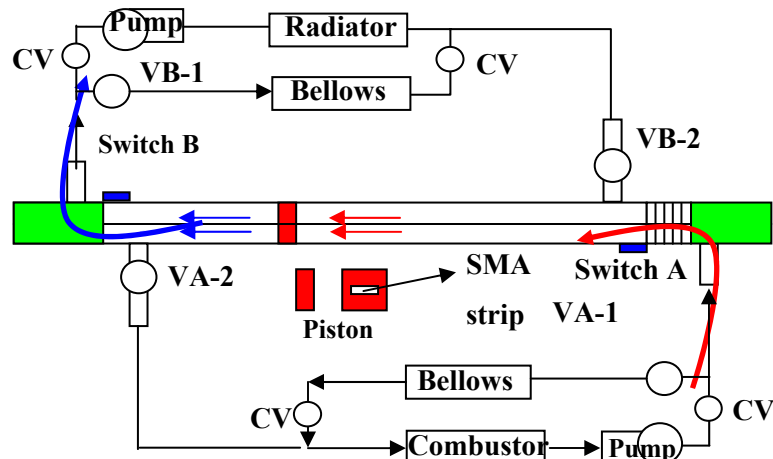 Pump
Radiator
CV
VB-1
CV
Bellows
Switch B
VB-2
SMA
strip
Switch A
VA-2
VA-1
Piston
Bellows
CV
CV
Combustor
Pump